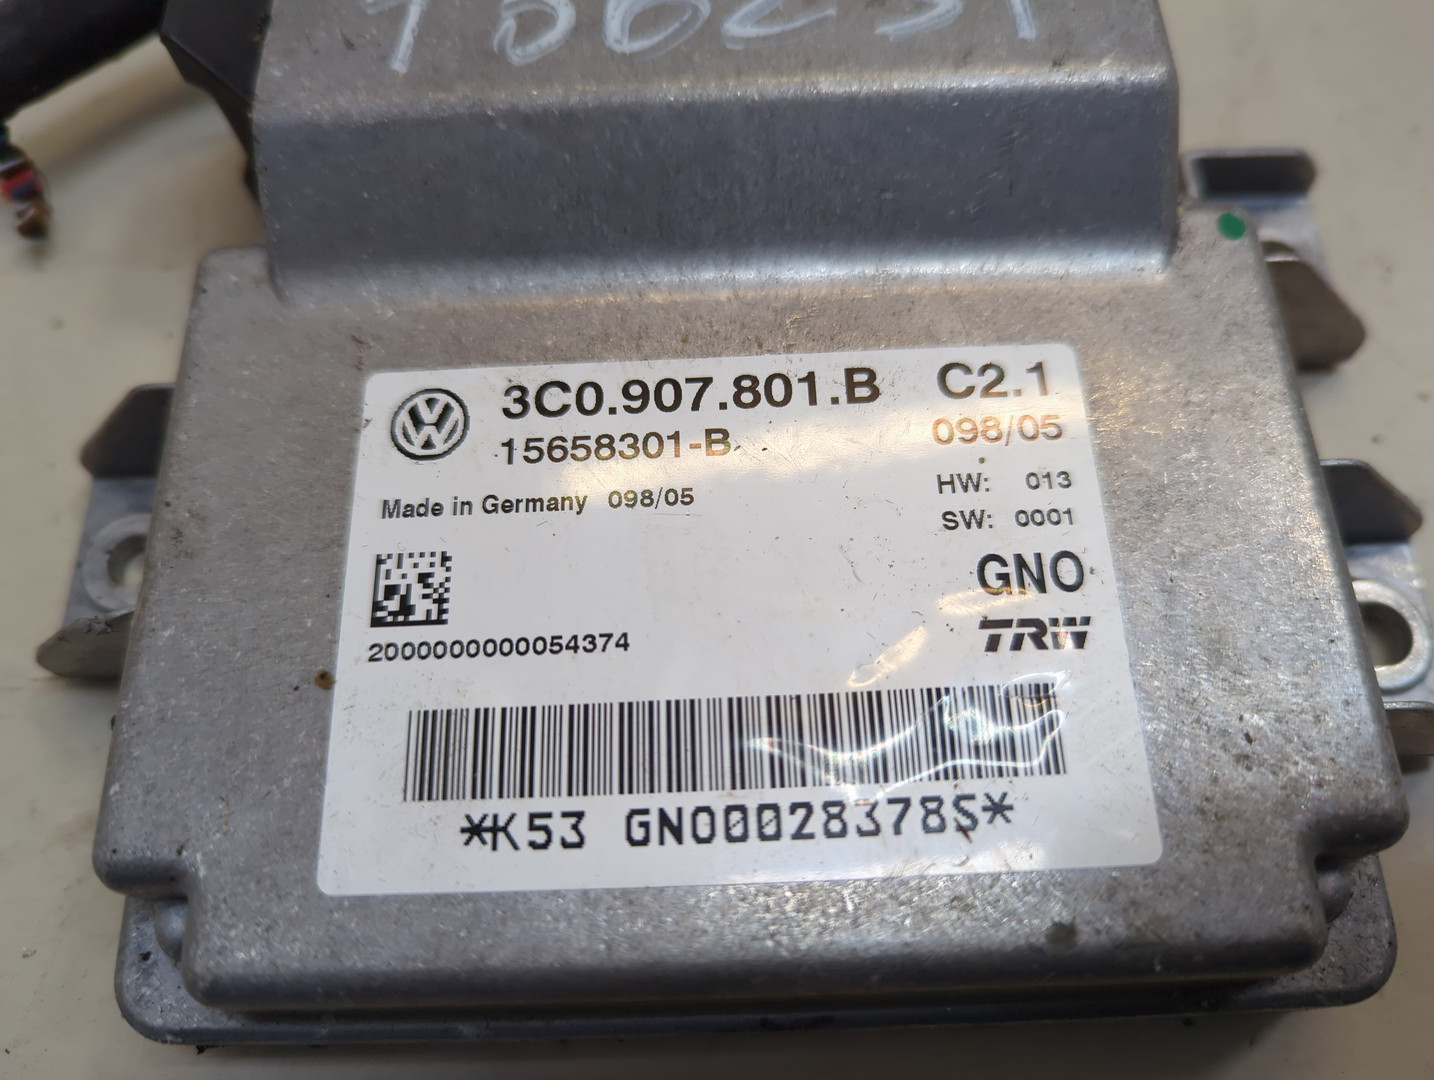 3C0.907.801.B C2.1
15658301-B 098/05
Made in Germany 098/05
HW: 013
SW: 0001
GNO
TRW
2000000000054374
*K53 GNO00028378S*